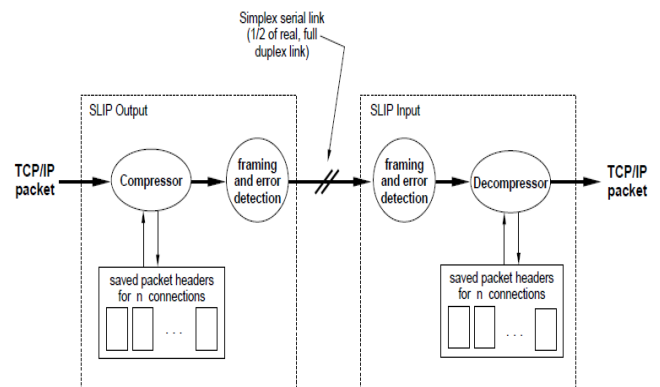 Simplex serial link
(1/2 of real, full
duplex link)
SLIP Output
SLIP Input
TCP/IP
packet
Compressor
framing
and error
detection
framing
and error
detection
Decompressor
TCP/IP
packet
saved packet headers
for n connections
. . .
saved packet headers
for n connections
. . .